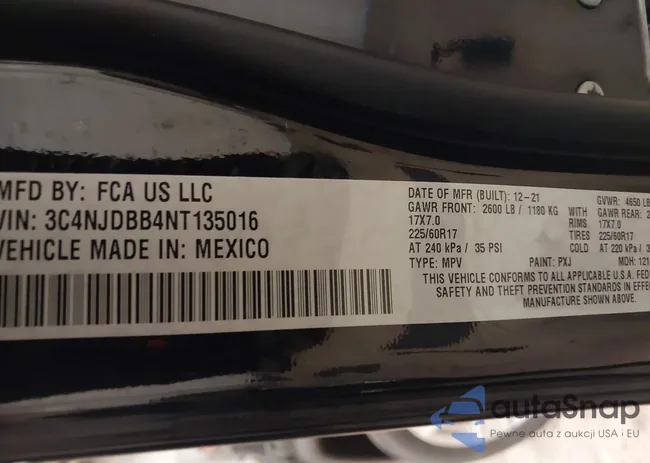 MFD BY: FCA US LLC
VIN: 3C4NJDBB4NT135016
VEHICLE MADE IN: MEXICO
DATE OF MFR (BUILT): 12-21
GAWR FRONT: 2600 LB / 1180 KG
17X7.0
225/60R17
AT 240 kPa / 35 PSI
TYPE: MPV
PAINT: PXJ
GVWR: 4650 LB
GAWR REAR: 2
RIMS 17X7.0
TIRES 225/60R17
COLD AT 220 kPa / 3
MDH: 121
THIS VEHICLE CONFORMS TO ALL APPLICABLE U.S.A. FED
SAFETY AND THEFT PREVENTION STANDARDS IN EFFE
MANUFACTURE SHOWN ABOVE.
autoSnap
Pewne auta z aukcji USA i EU